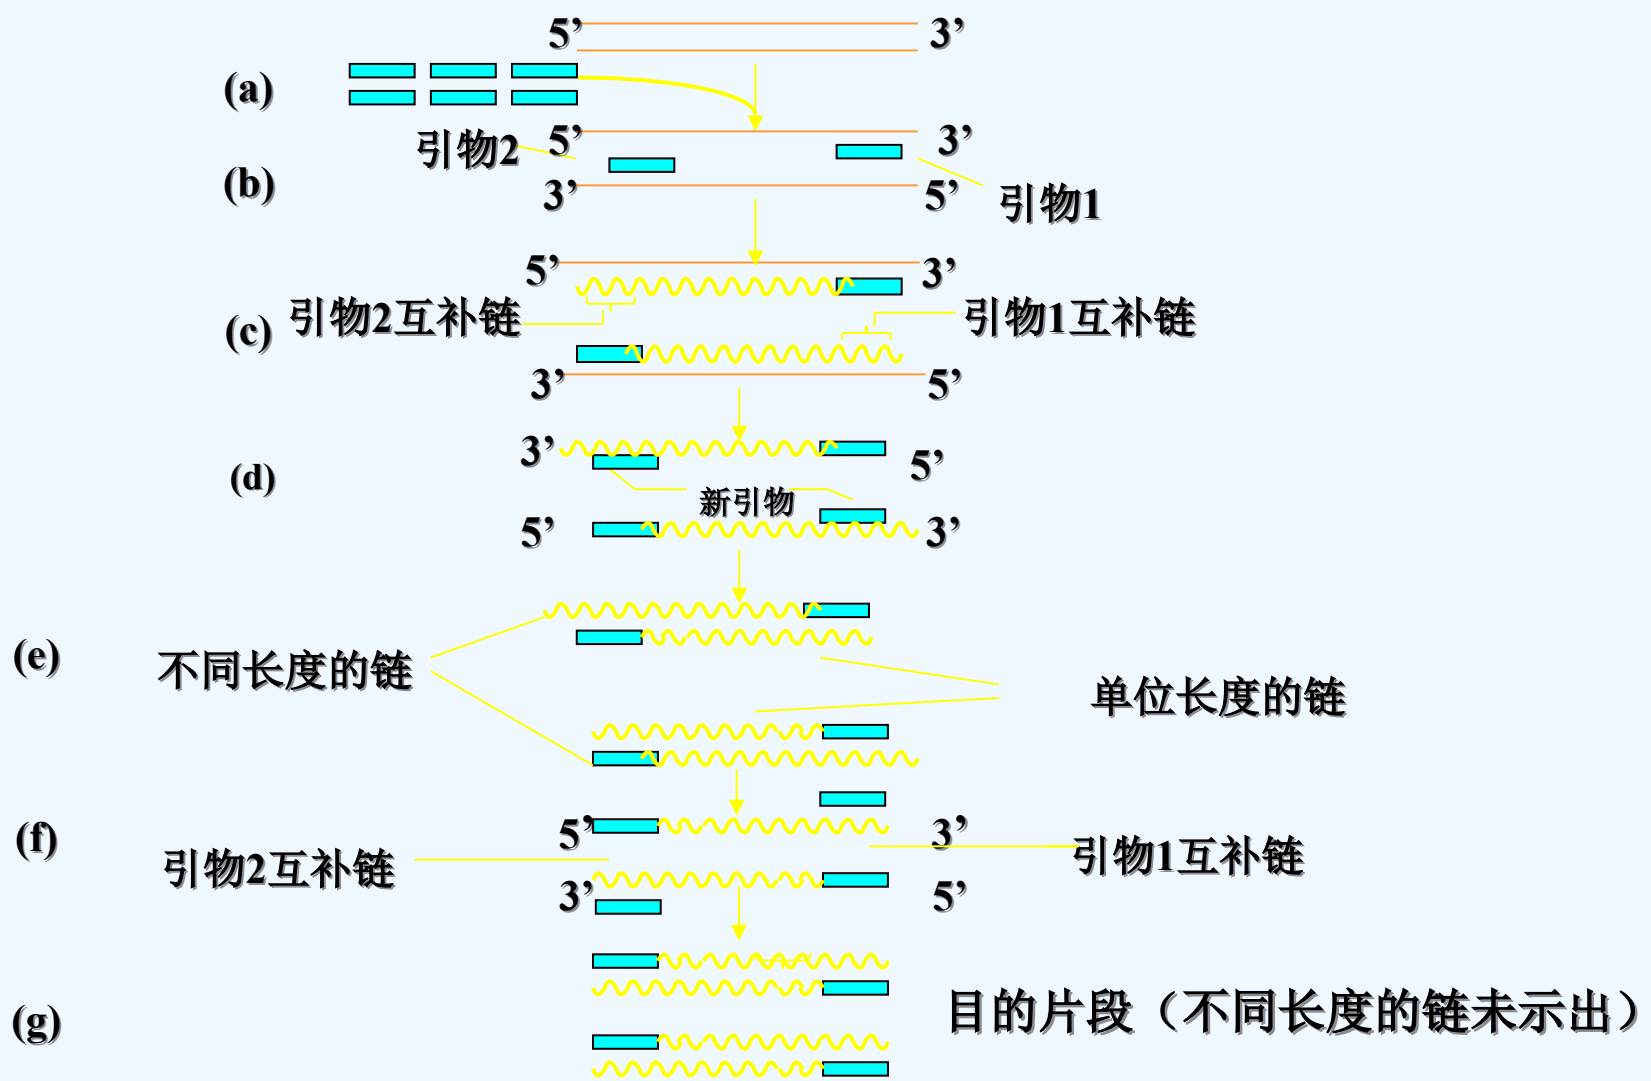 5’ 3’
(a)
引物2 5’ 3’
(b) 3’ 5’ 引物1
5’ 3’
(c) 引物2互补链 引物1互补链
3’ 5’
3’ 5’
(d) 新引物
5’ 3’
(e) 不同长度的链 单位长度的链
(f) 5’ 3’
引物2互补链 引物1互补链
3’ 5’
(g) 目的片段（不同长度的链未示出）